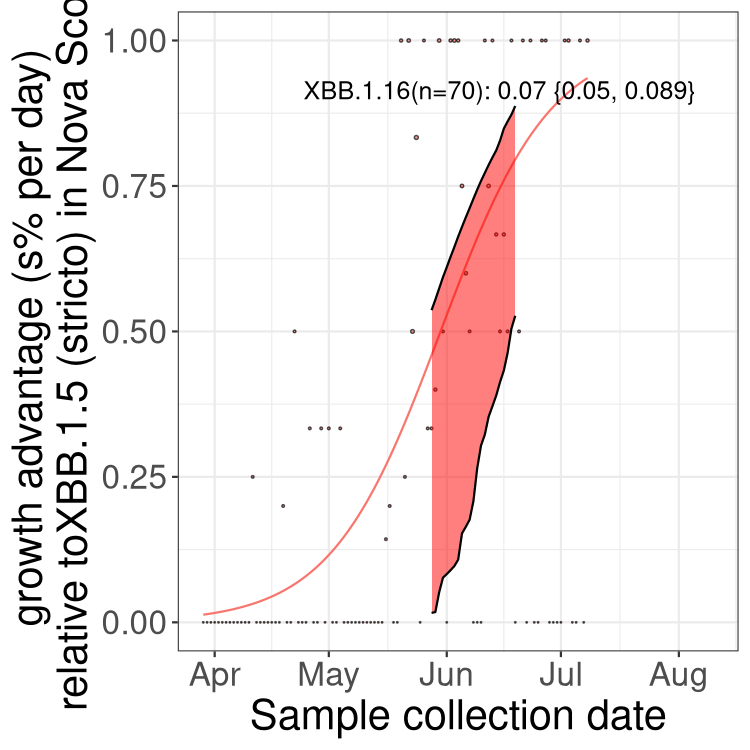 growth advantage (s% per day)
relative toXBB.1.5 (stricto) in Nova Sco
1.00
0.75
0.50
0.25
0.00
XBB.1.16(n=70): 0.07 {0.05, 0.089}
Apr May Jun Jul Aug
Sample collection date